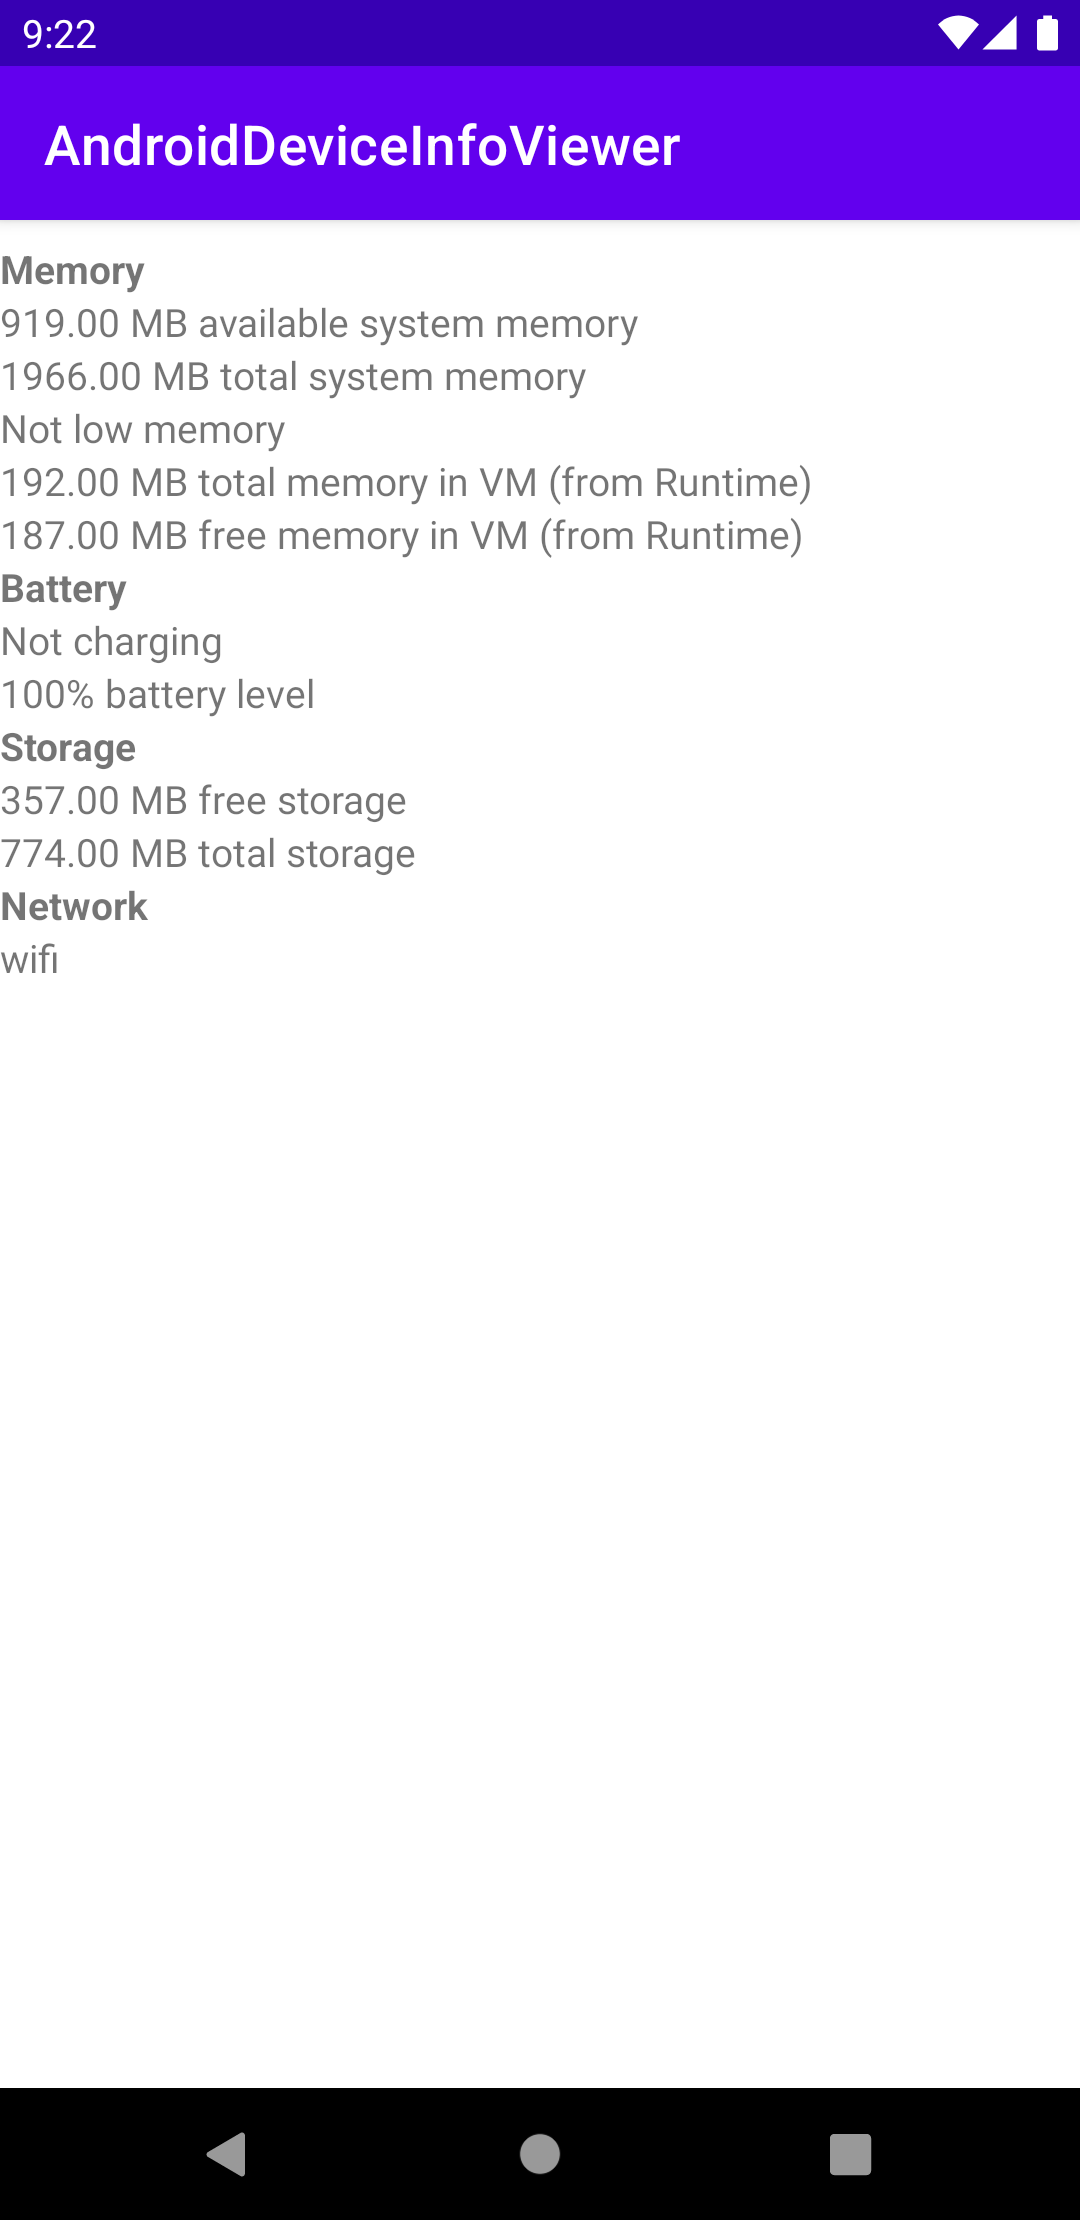 9:22
AndroidDeviceInfoViewer
Memory
919.00 MB available system memory
1966.00 MB total system memory
Not low memory
192.00 MB total memory in VM (from Runtime)
187.00 MB free memory in VM (from Runtime)
Battery
Not charging
100% battery level
Storage
357.00 MB free storage
774.00 MB total storage
Network
wifi